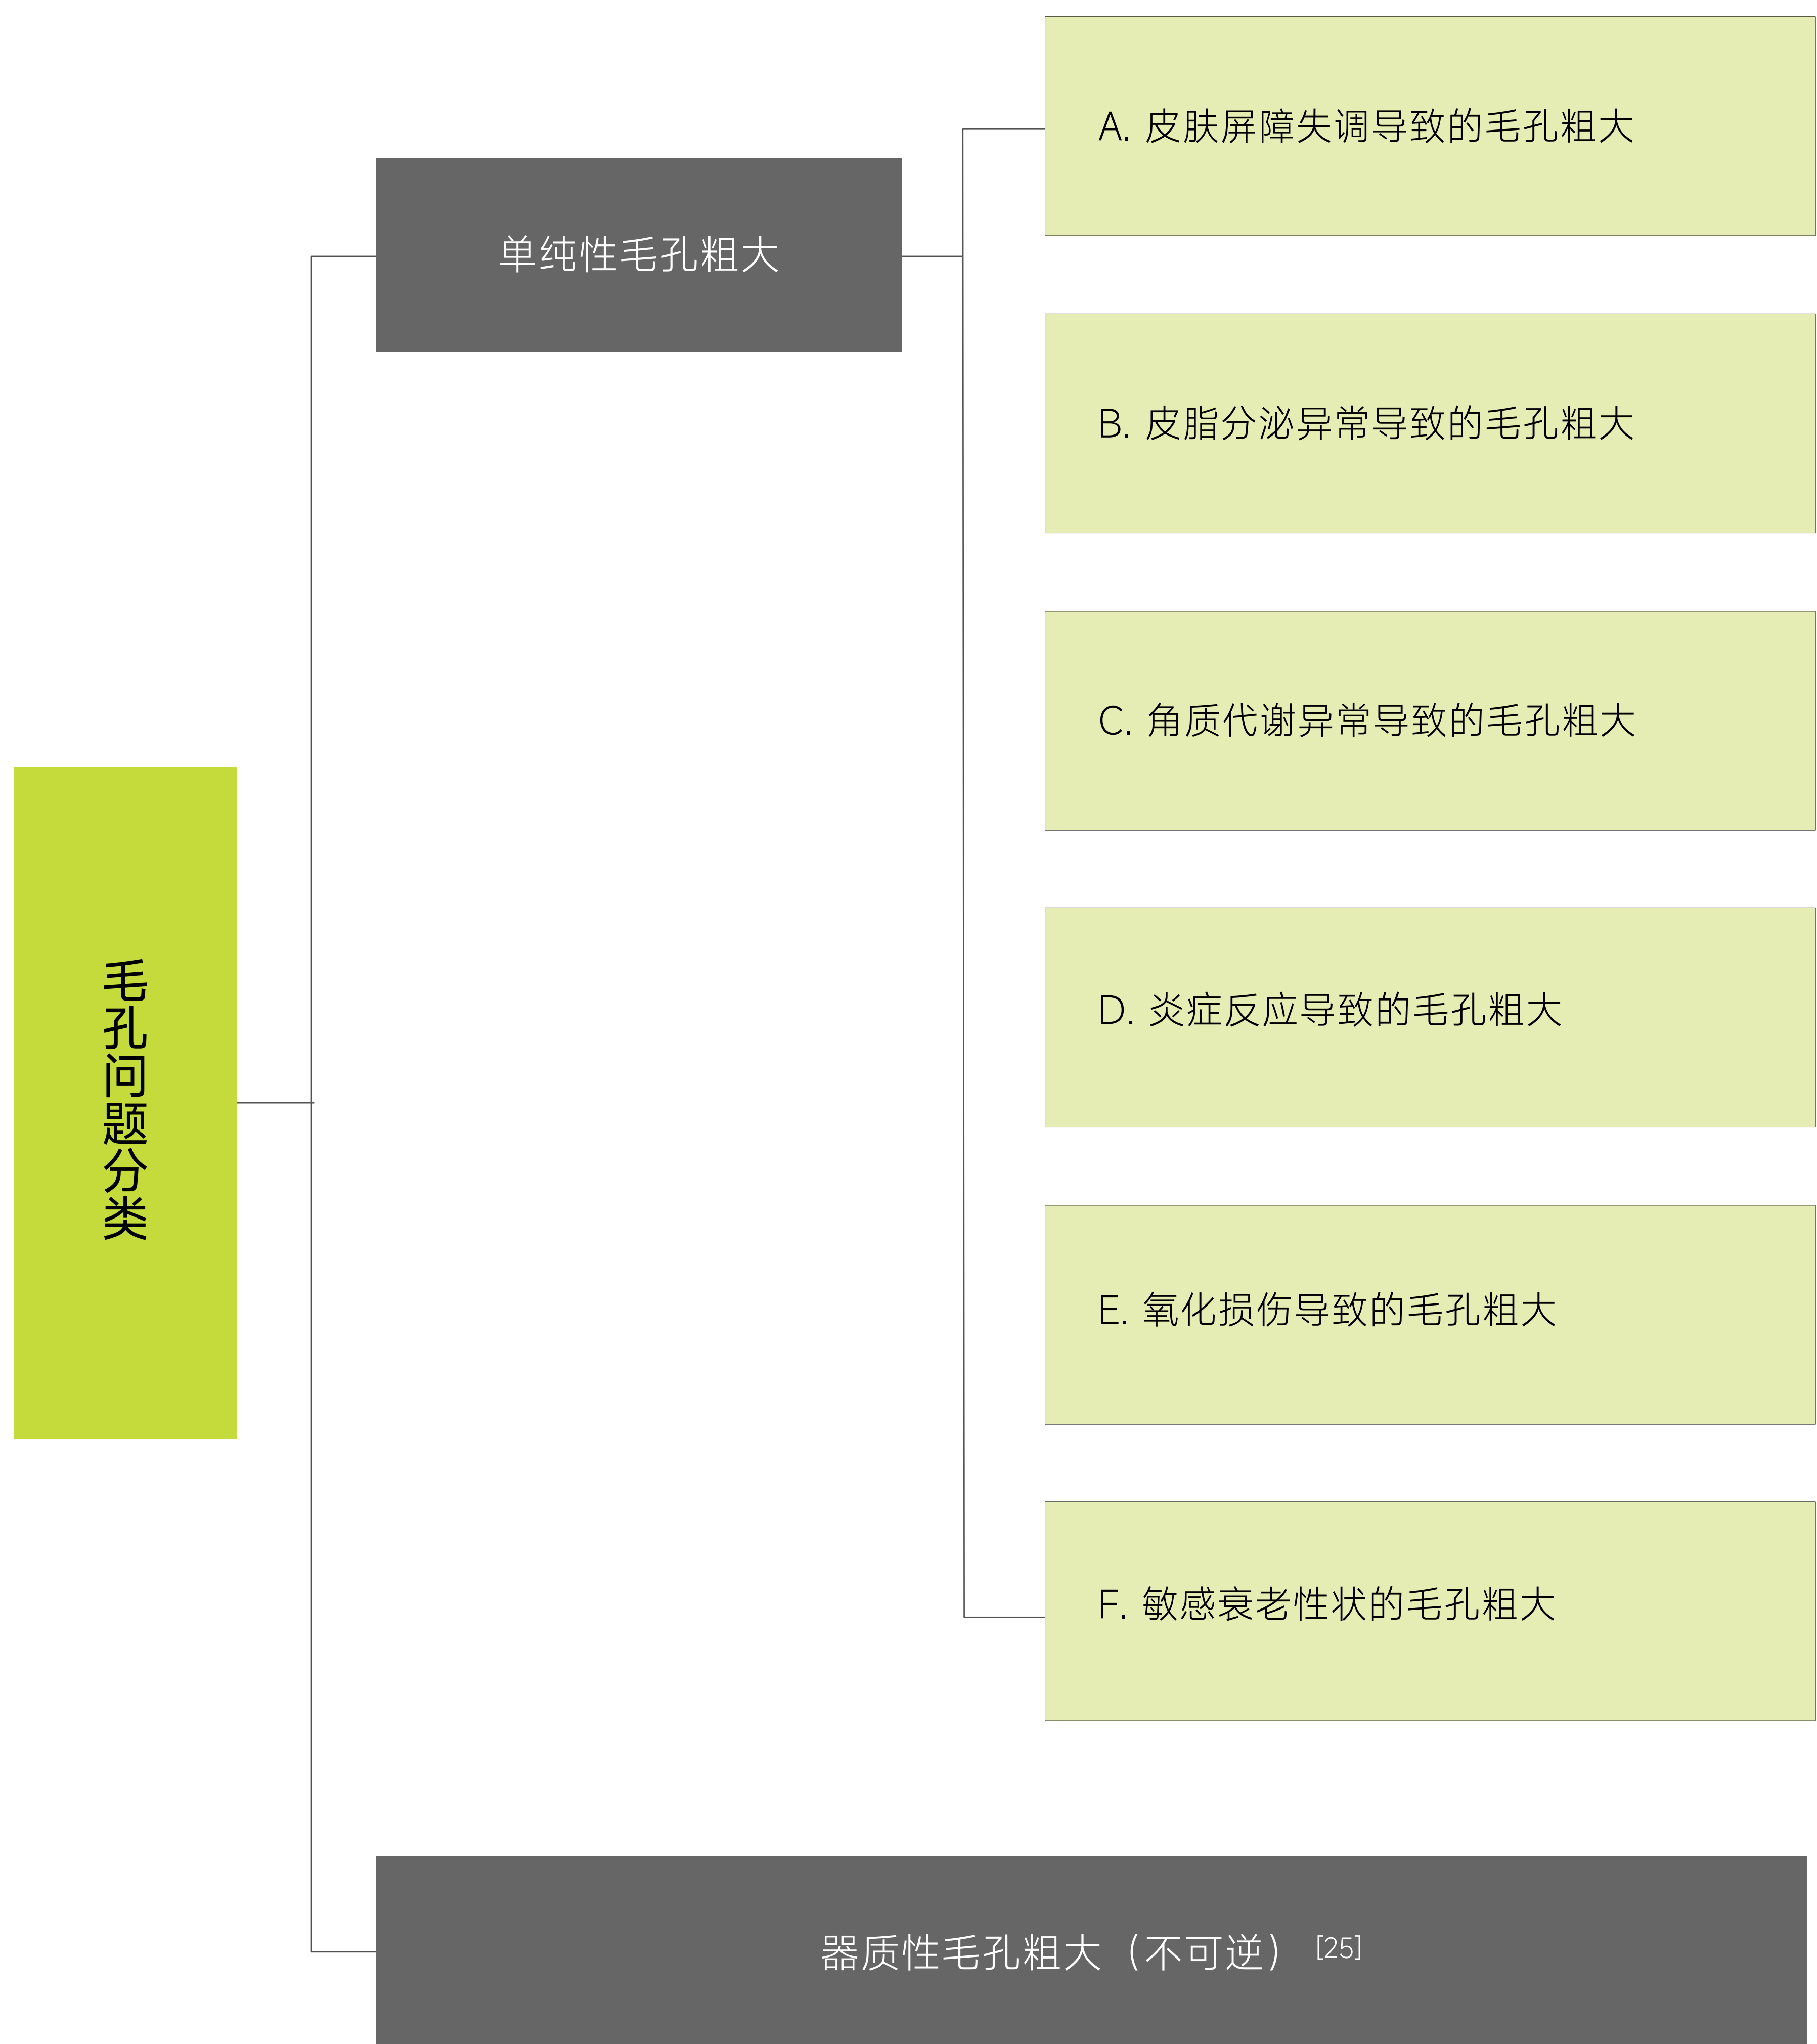 毛孔问题分类
单纯性毛孔粗大
A. 皮肤屏障失调导致的毛孔粗大
B. 皮脂分泌异常导致的毛孔粗大
C. 角质代谢异常导致的毛孔粗大
D. 炎症反应导致的毛孔粗大
E. 氧化损伤导致的毛孔粗大
F. 敏感衰老性状的毛孔粗大
器质性毛孔粗大（不可逆） [25]